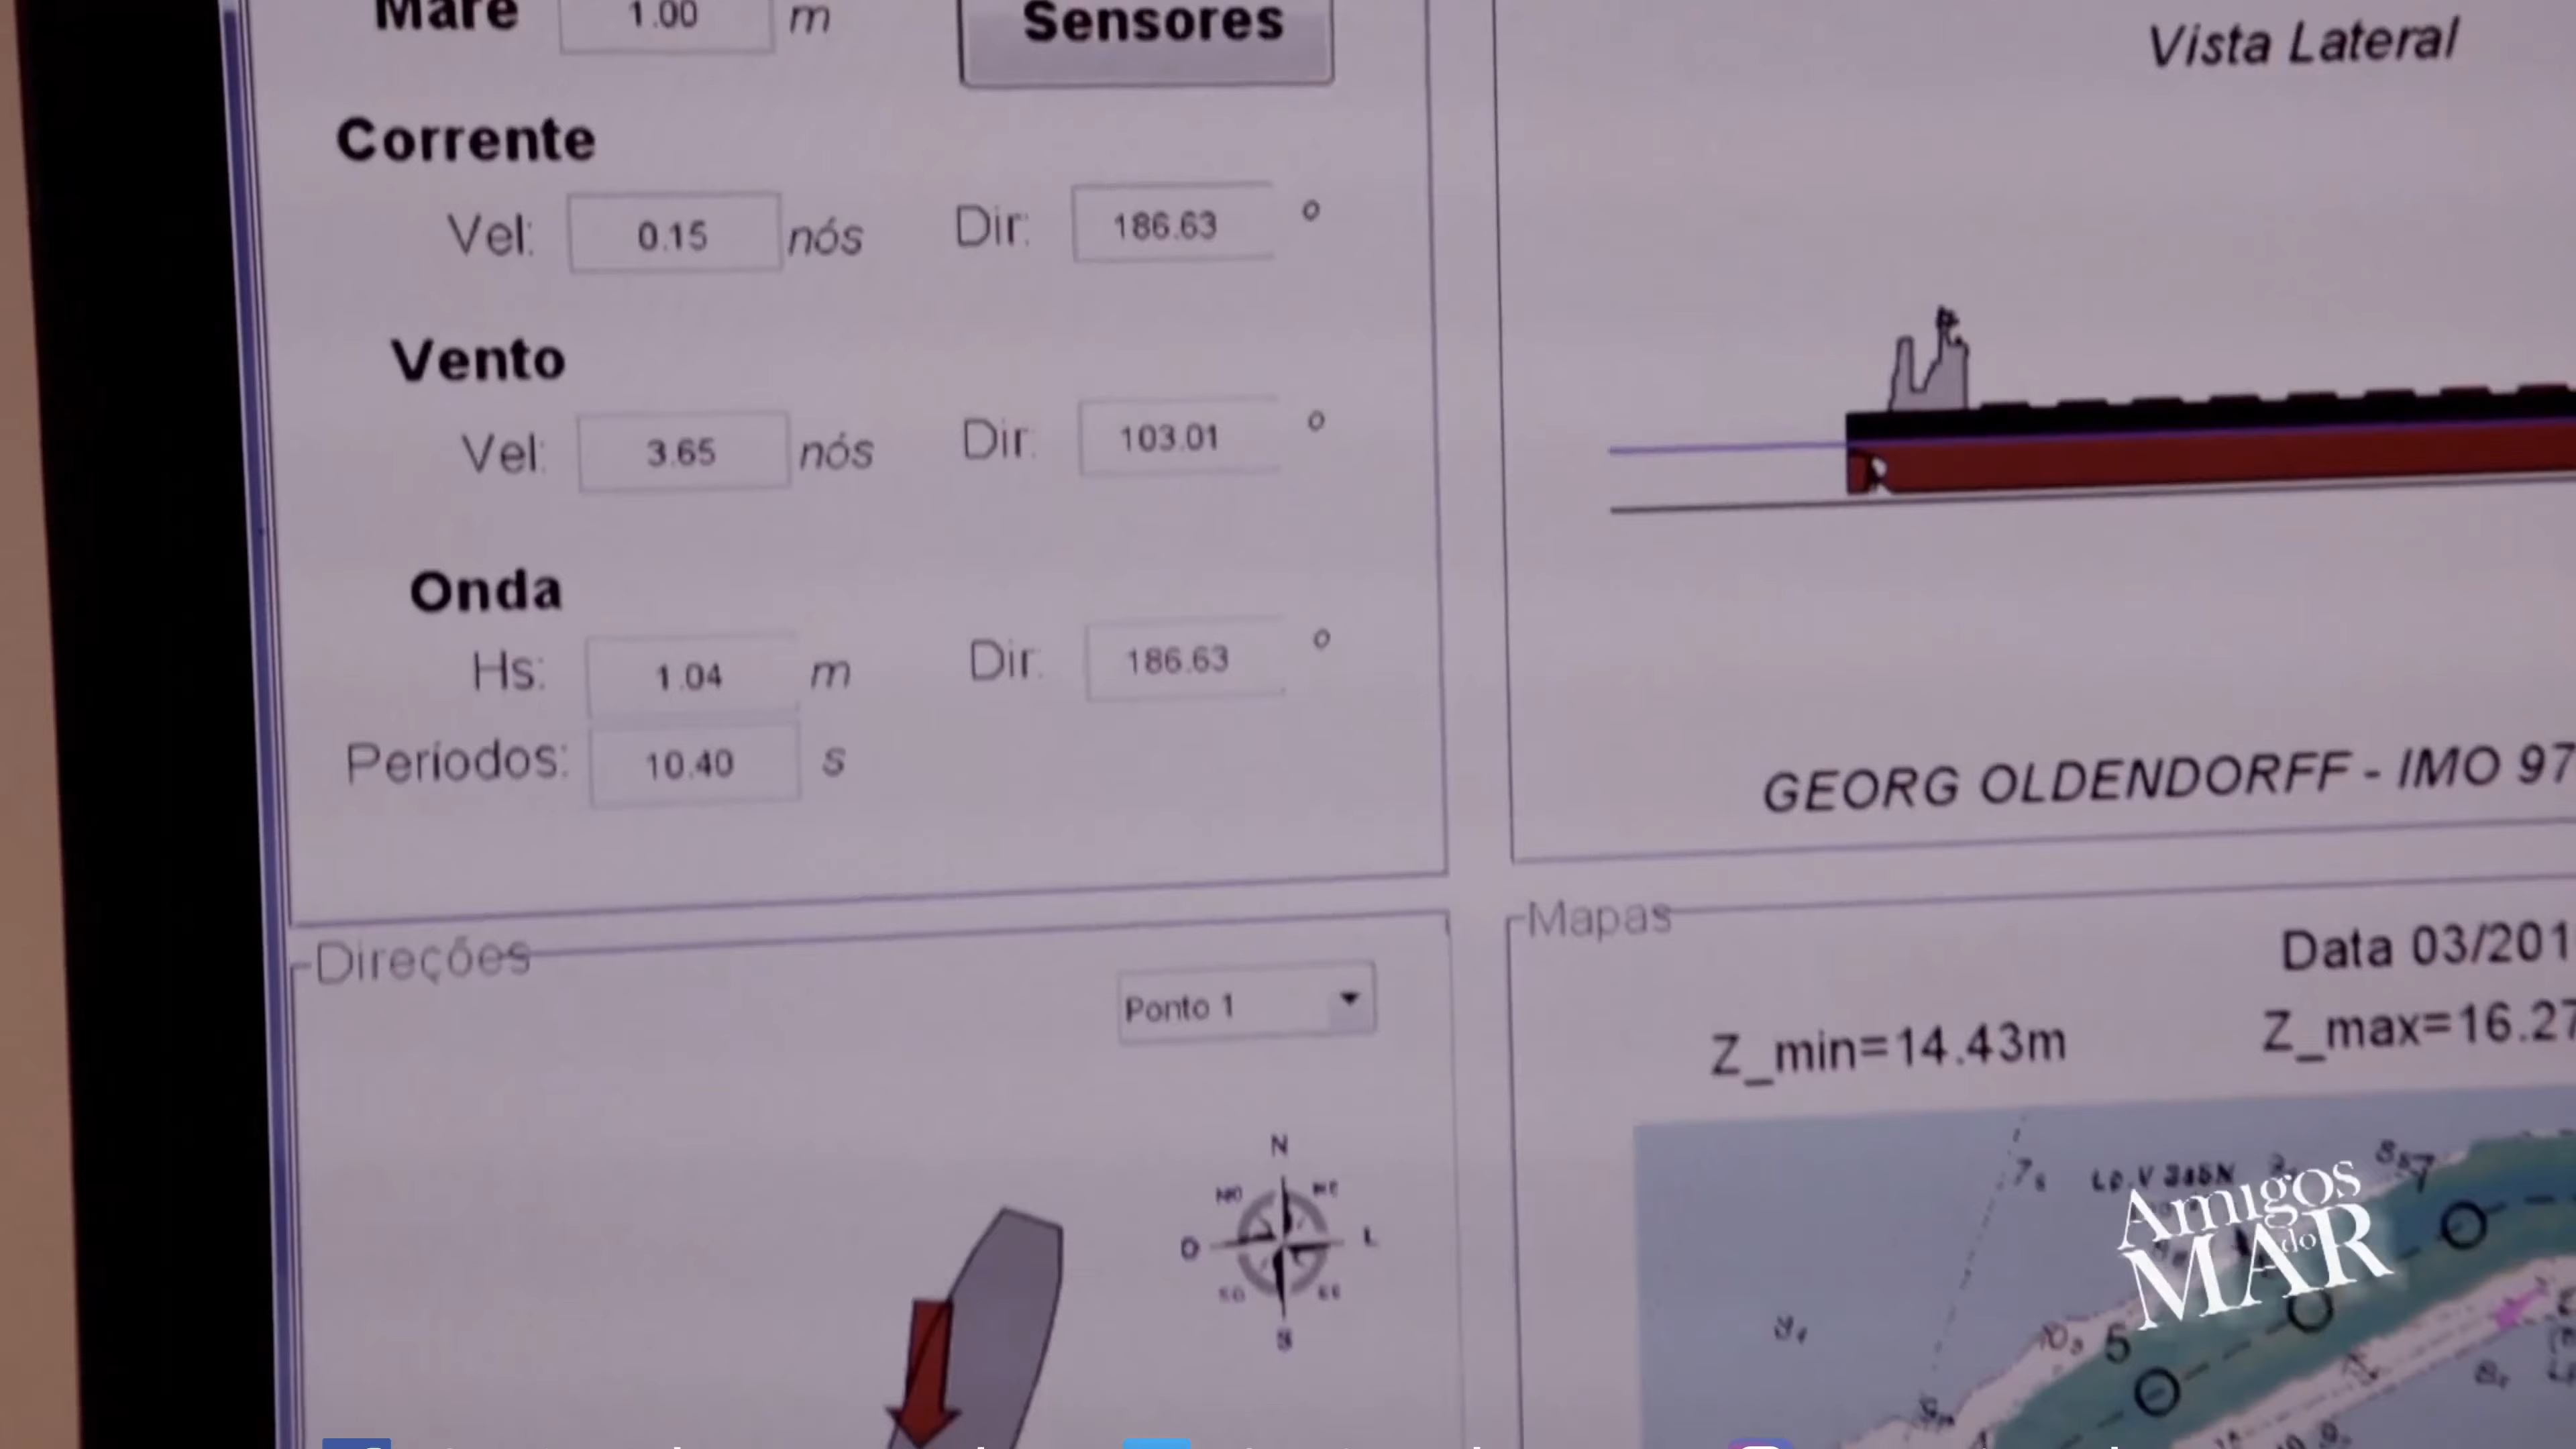 Maré 1.00 m
Sensores
Corrente
Vel: 0.15 nós Dir: 186.63 º
Vento
Vel: 3.65 nós Dir: 103.01 º
Onda
Hs: 1.04 m Dir: 186.63 º
Períodos: 10.40 s
Vista Lateral
GEORG OLDENDORFF - IMO 97
Direções
Ponto 1
N
NO
O
L
S
Mapas
Data 03/201
Z_min=14.43m
Z_max=16.27
5
Amigos
do
MAR